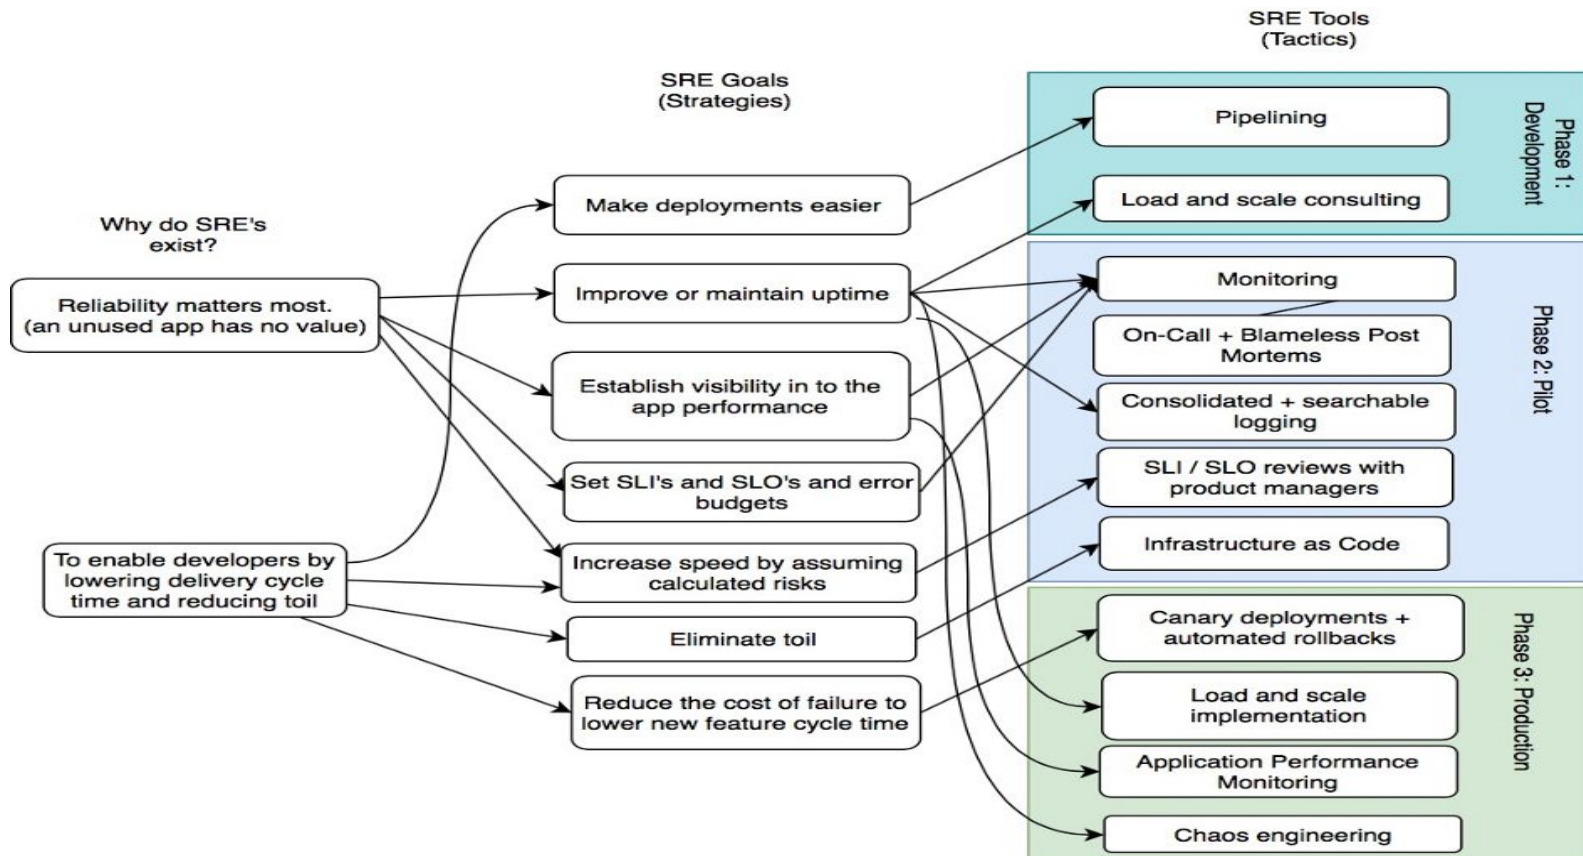 SRE Tools
(Tactics)
SRE Goals
(Strategies)
Why do SRE's
exist?
Reliability matters most.
(an unused app has no value)
To enable developers by
lowering delivery cycle
time and reducing toil
Make deployments easier
Improve or maintain uptime
Establish visibility in to the
app performance
Set SLI's and SLO's and error
budgets
Increase speed by assuming
calculated risks
Eliminate toil
Reduce the cost of failure to
lower new feature cycle time
Phase 1:
Development
Pipelining
Load and scale consulting
Phase 2: Pilot
Monitoring
On-Call + Blameless Post
Mortems
Consolidated + searchable
logging
SLI / SLO reviews with
product managers
Infrastructure as Code
Phase 3: Production
Canary deployments +
automated rollbacks
Load and scale
implementation
Application Performance
Monitoring
Chaos engineering